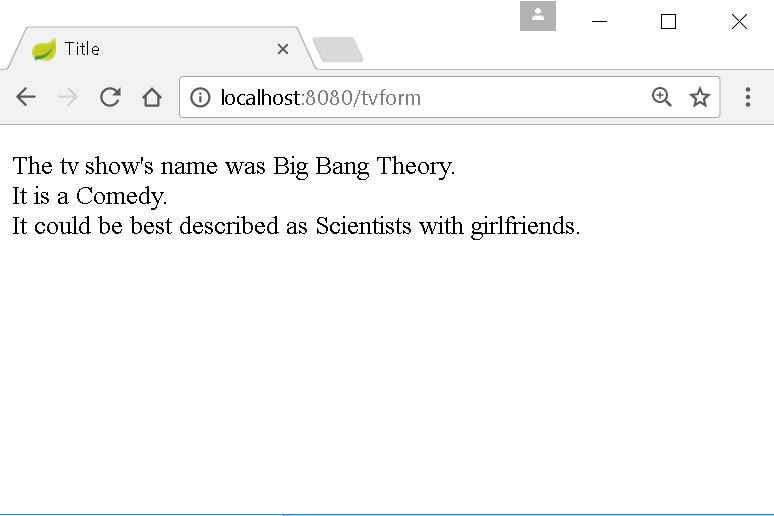 Title
localhost:8080/tvform
The tv show's name was Big Bang Theory.
It is a Comedy.
It could be best described as Scientists with girlfriends.